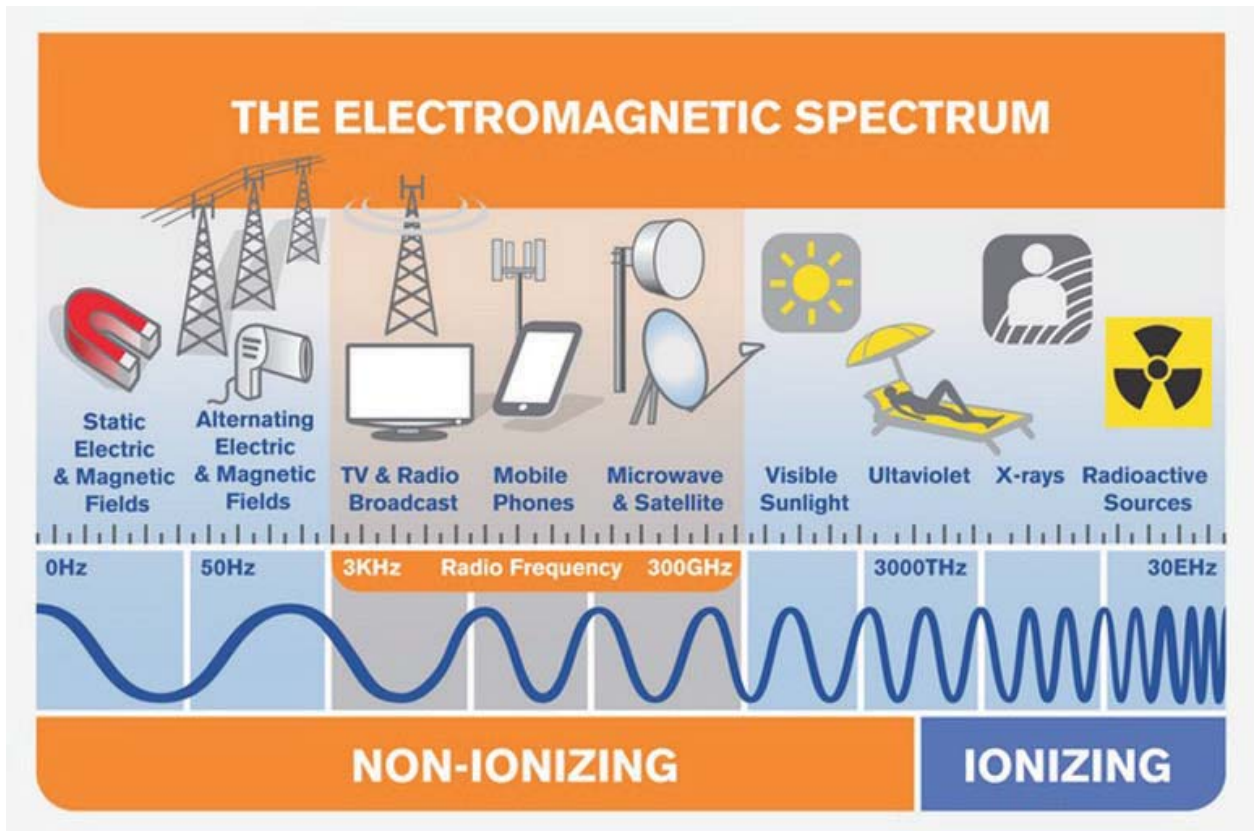 THE ELECTROMAGNETIC SPECTRUM
Static
Electric
& Magnetic
Fields
Alternating
Electric
& Magnetic
Fields
TV & Radio
Broadcast
Mobile
Phones
Microwave
& Satellite
Visible
Sunlight
Ultaviolet
X-rays
Radioactive
Sources
0Hz
50Hz
3KHz
Radio Frequency
300GHz
3000THz
30EHz
NON-IONIZING
IONIZING